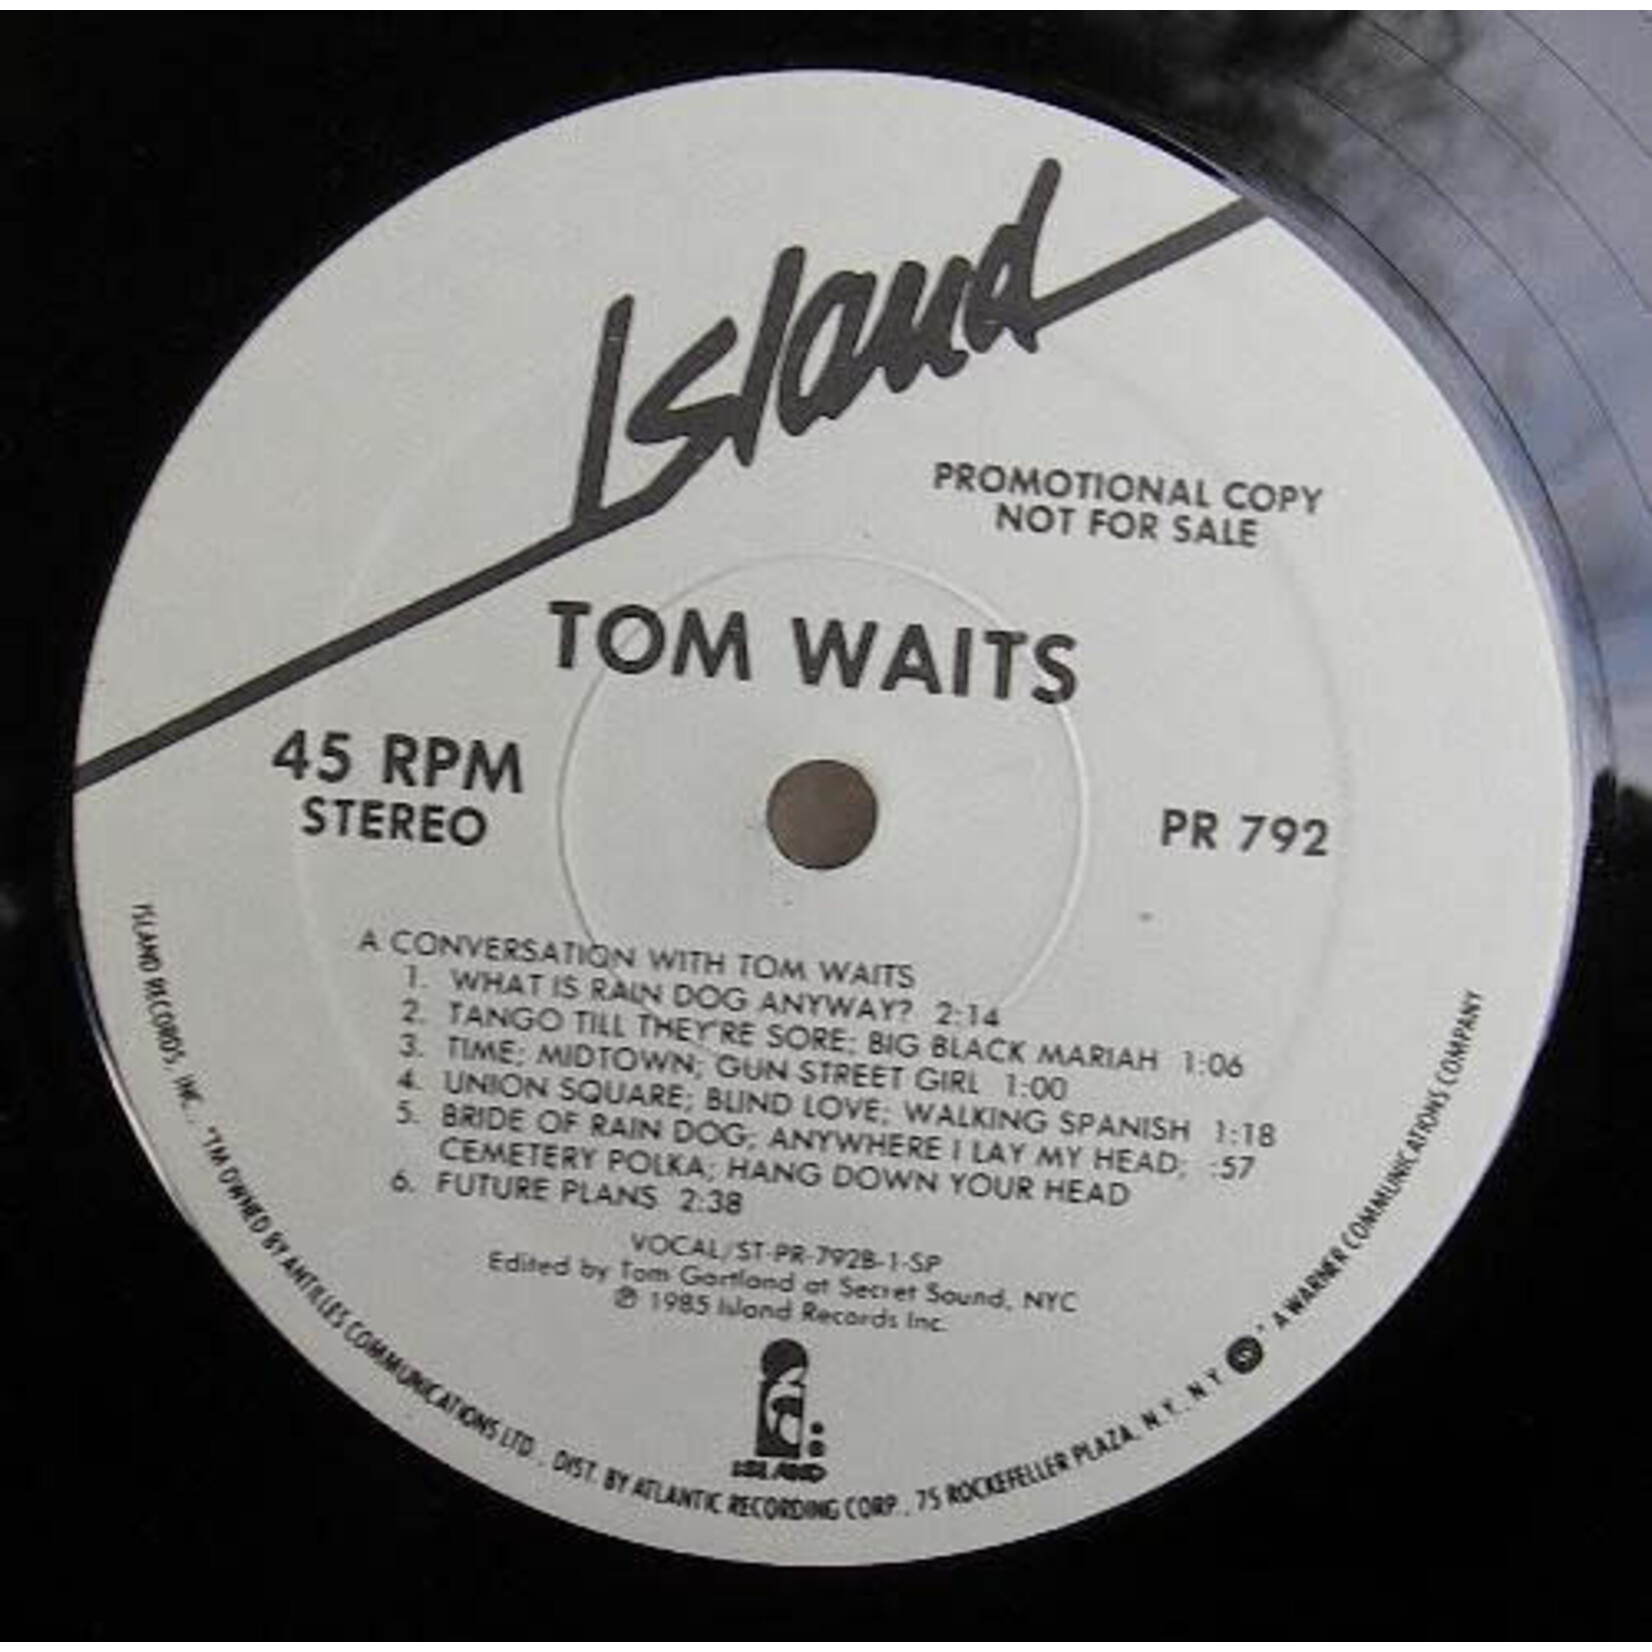 Island
PROMOTIONAL COPY
NOT FOR SALE
TOM WAITS
45 RPM
STEREO
PR 792
A CONVERSATION WITH TOM WAITS
1. WHAT IS RAIN DOG ANYWAY? 2:14
2. TANGO TILL THEY'RE SORE; BIG BLACK MARIAH 1:06
3. TIME; MIDTOWN; GUN STREET GIRL 1:00
4. UNION SQUARE; BLIND LOVE; WALKING SPANISH 1:18
5. BRIDE OF RAIN DOG; ANYWHERE I LAY MY HEAD; :57
CEMETERY POLKA; HANG DOWN YOUR HEAD
6. FUTURE PLANS 2:38
VOCAL/ST-PR-792B-1-SP
Edited by Tom Gartland at Secret Sound, NYC
℗ 1985 Island Records Inc.
ISLAND
ISLAND RECORDS, INC., "TM OWNED BY ANTILLES COMMUNICATIONS LTD., DIST. BY ATLANTIC RECORDING CORP., 75 ROCKEFELLER PLAZA, N.Y., N.Y. " A WARNER COMMUNICATIONS COMPANY